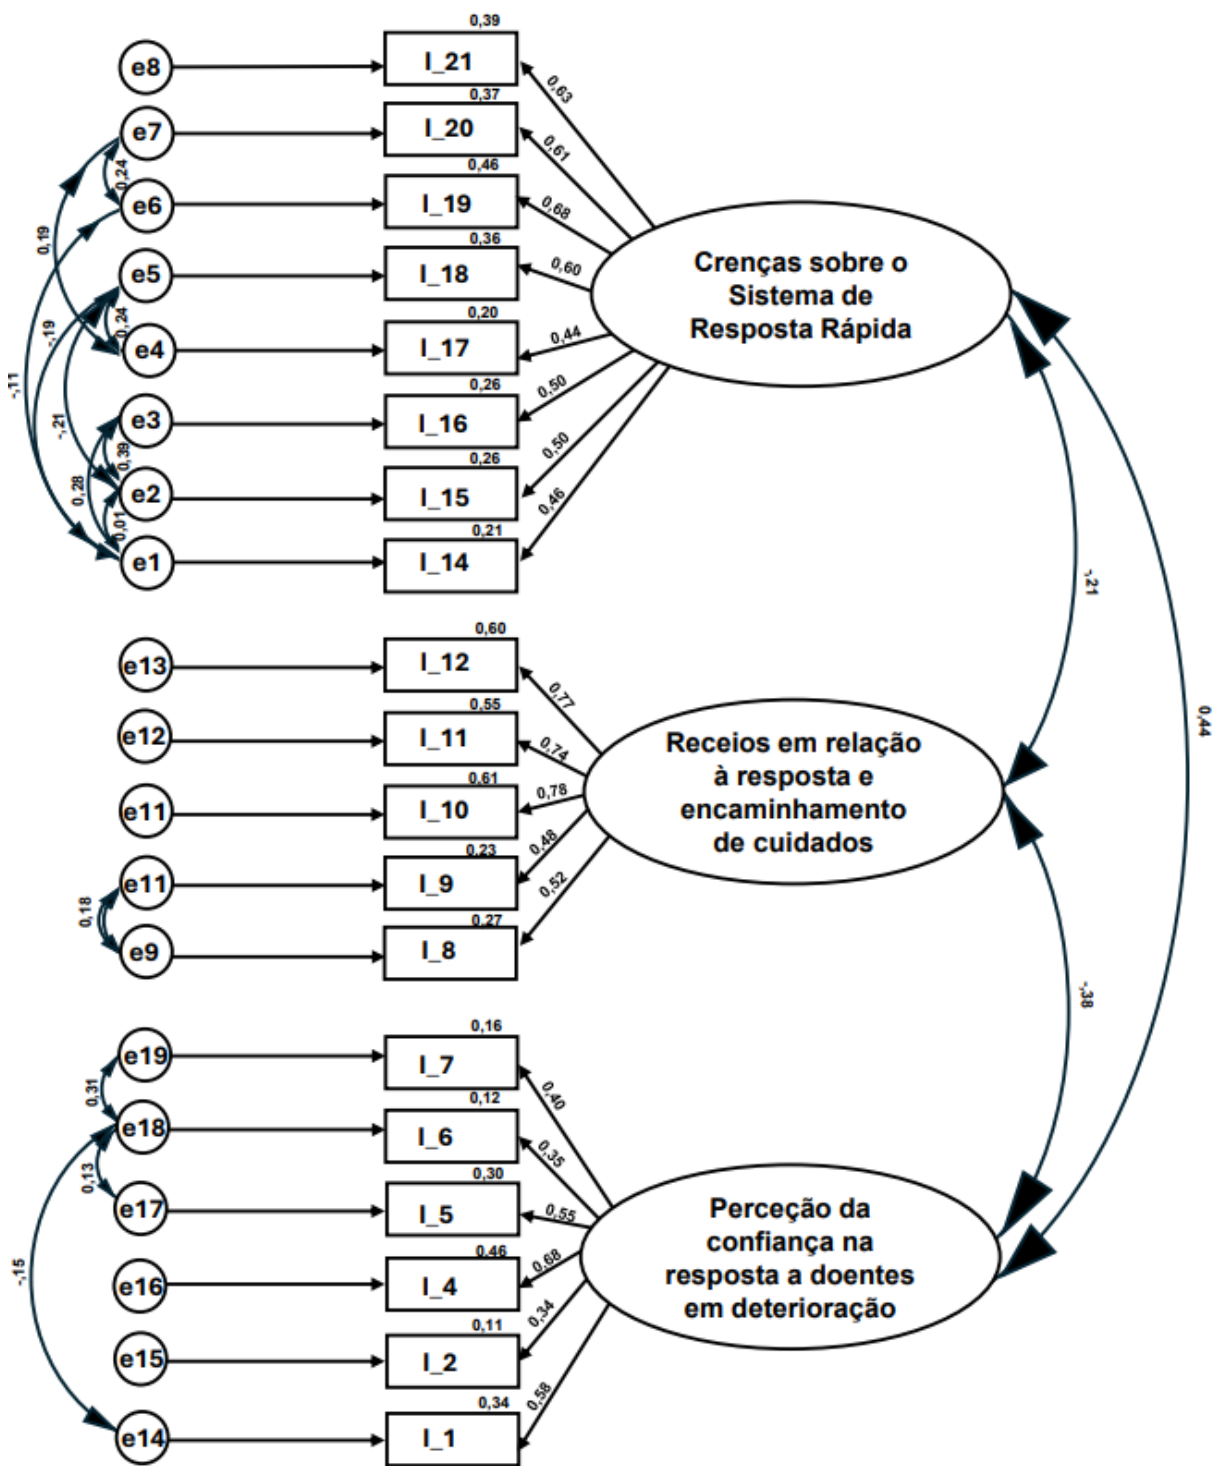 0,39
e8
I_21
0,63
0,37
e7
I_20
0,61
0,24
0,46
e6
I_19
0,68
0,19
0,36
e5
I_18
0,60
Crenças sobre o
Sistema de
Resposta Rápida
0,24
-,19
0,20
e4
I_17
0,44
-,11
0,26
e3
I_16
0,50
-,21
0,39
0,26
e2
I_15
0,50
0,28
0,01
0,21
e1
I_14
0,46
-,21
0,60
e13
I_12
0,77
0,55
e12
I_11
0,74
0,61
e11
I_10
0,78
Receios em relação
à resposta e
encaminhamento
de cuidados
0,44
0,23
e11
I_9
0,48
0,18
0,27
e9
I_8
0,52
-,38
0,16
e19
I_7
0,40
0,31
0,12
e18
I_6
0,35
0,13
0,30
e17
I_5
0,55
0,46
e16
I_4
0,68
Perceção da
confiança na
resposta a doentes
em deterioração
-,15
0,11
e15
I_2
0,34
0,34
e14
I_1
0,58